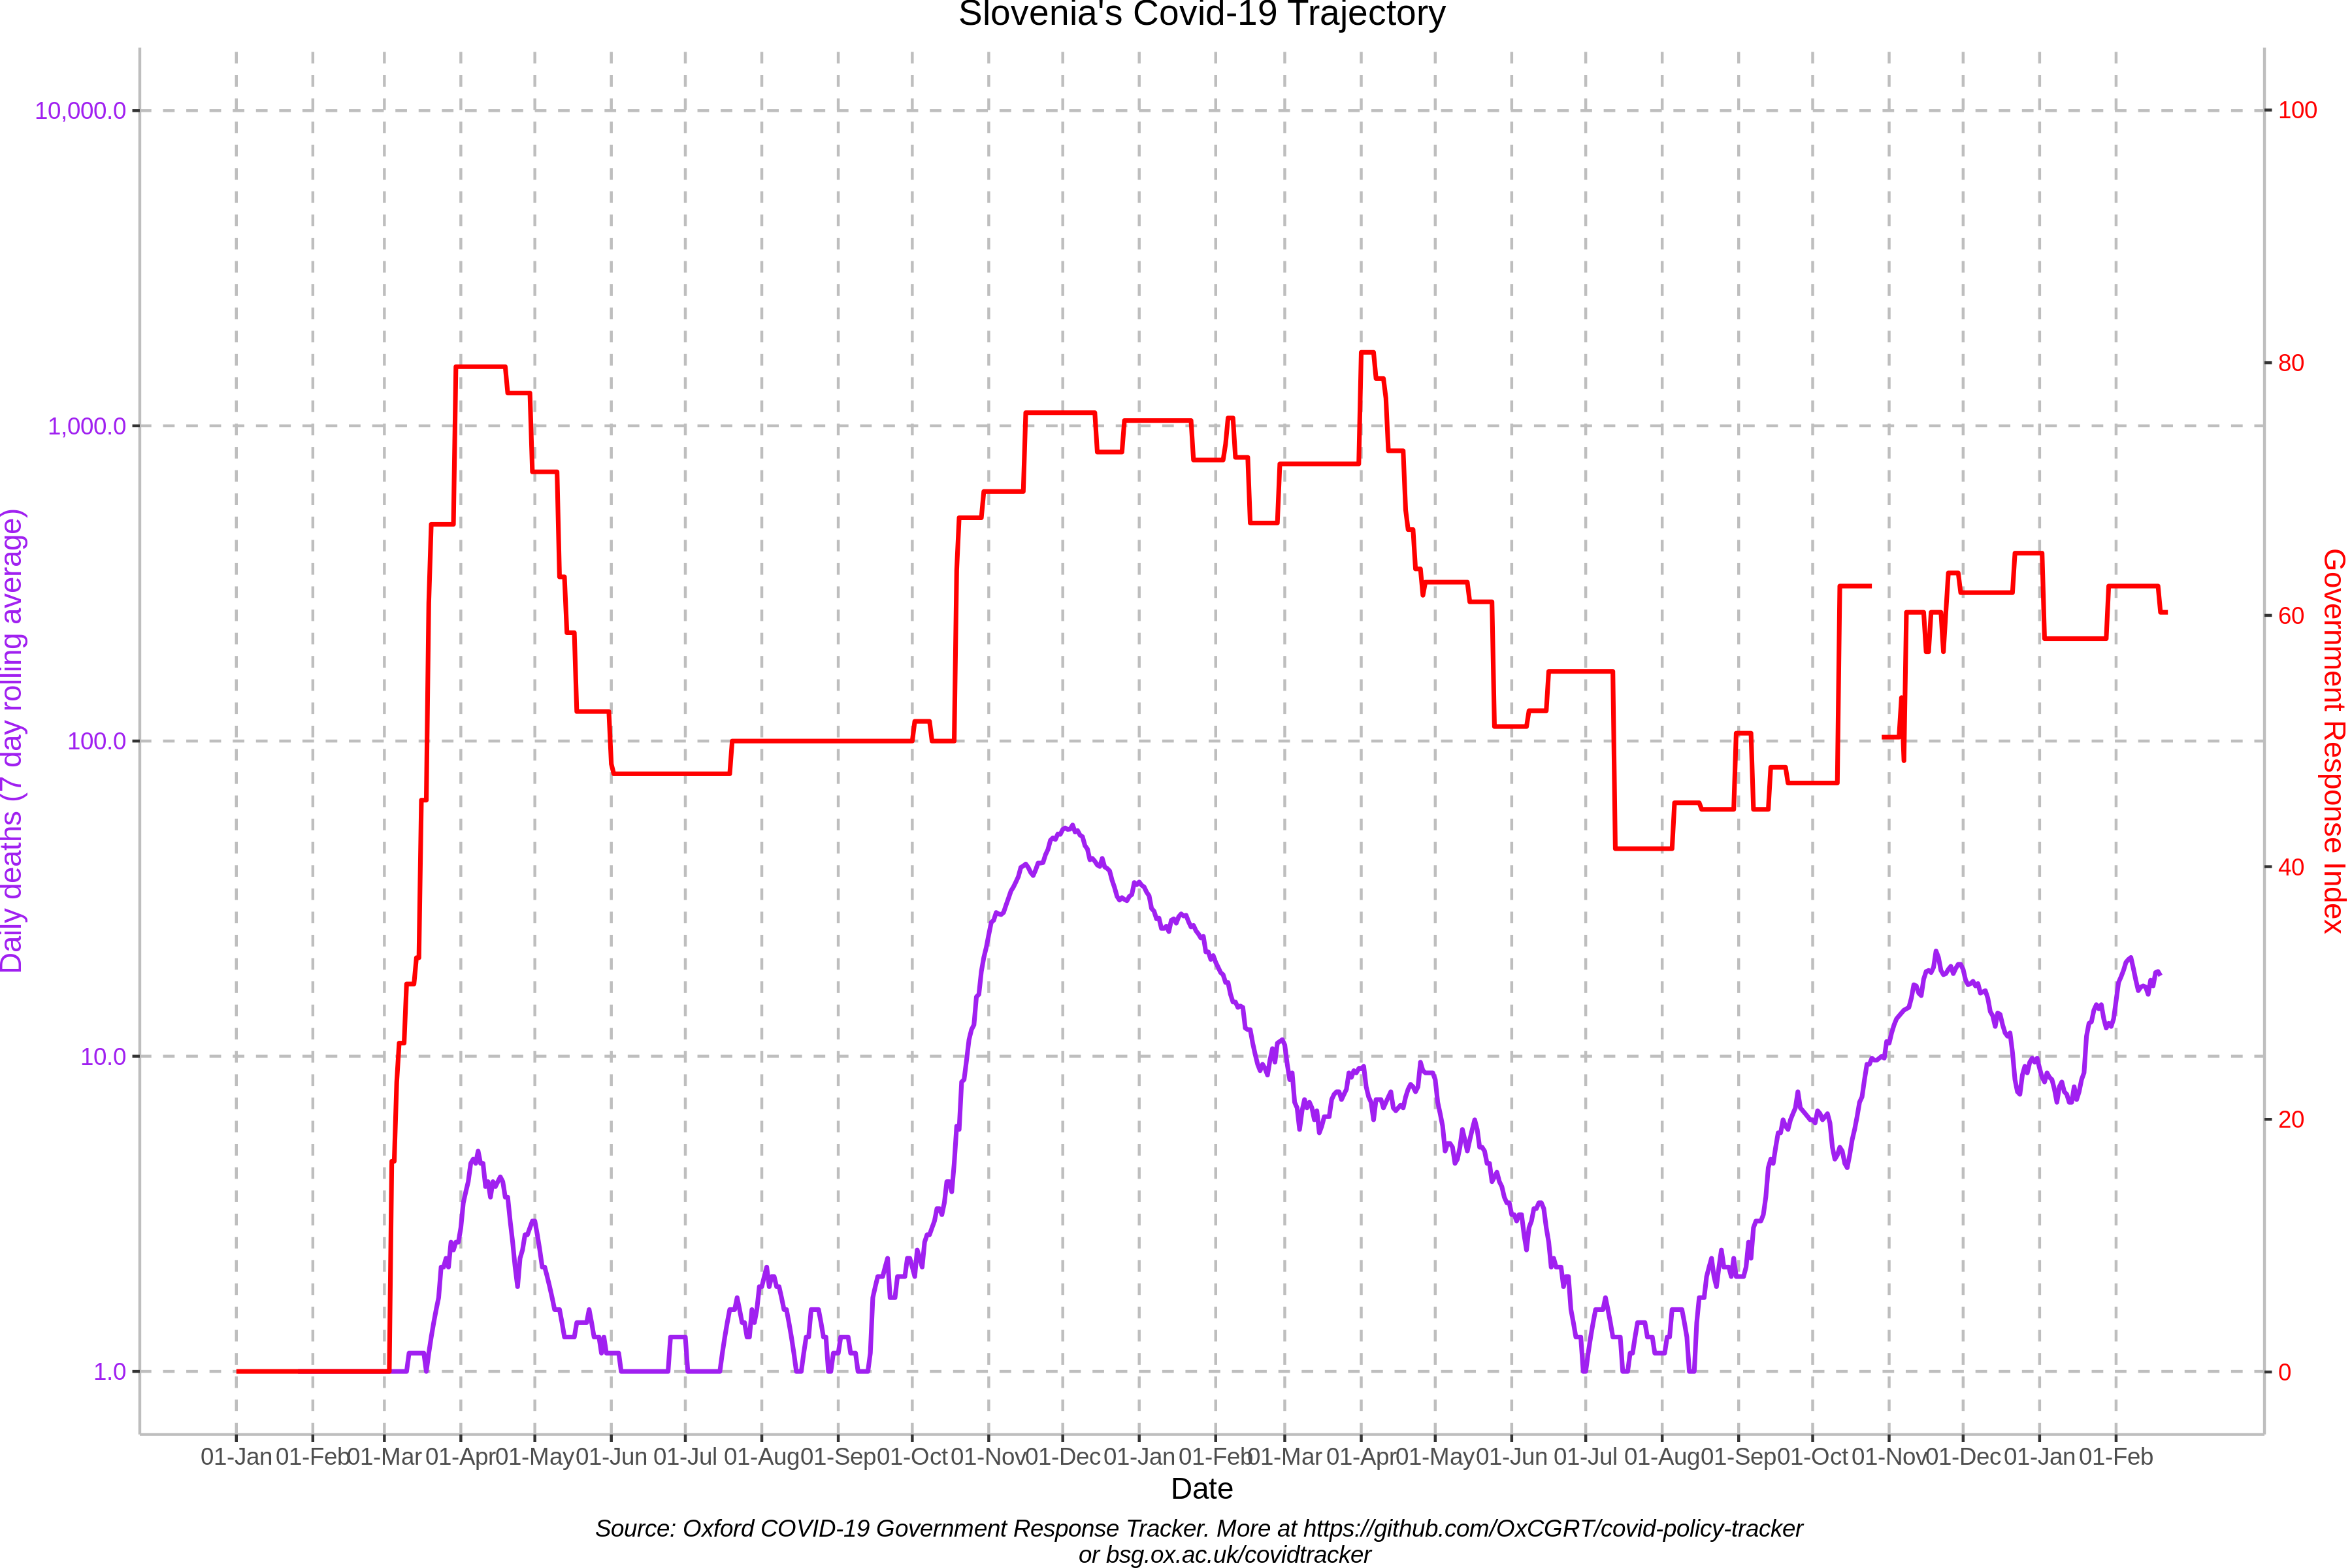 Slovenia's Covid-19 Trajectory
10,000.0
1,000.0
100.0
10.0
1.0
Daily deaths (7 day rolling average)
100
80
60
40
20
0
Government Response Index
01-Jan 01-Feb 01-Mar 01-Apr 01-May 01-Jun 01-Jul 01-Aug 01-Sep 01-Oct 01-Nov 01-Dec 01-Jan 01-Feb 01-Mar 01-Apr 01-May 01-Jun 01-Jul 01-Aug 01-Sep 01-Oct 01-Nov 01-Dec 01-Jan 01-Feb
Date
Source: Oxford COVID-19 Government Response Tracker. More at https://github.com/OxCGRT/covid-policy-tracker
or bsg.ox.ac.uk/covidtracker